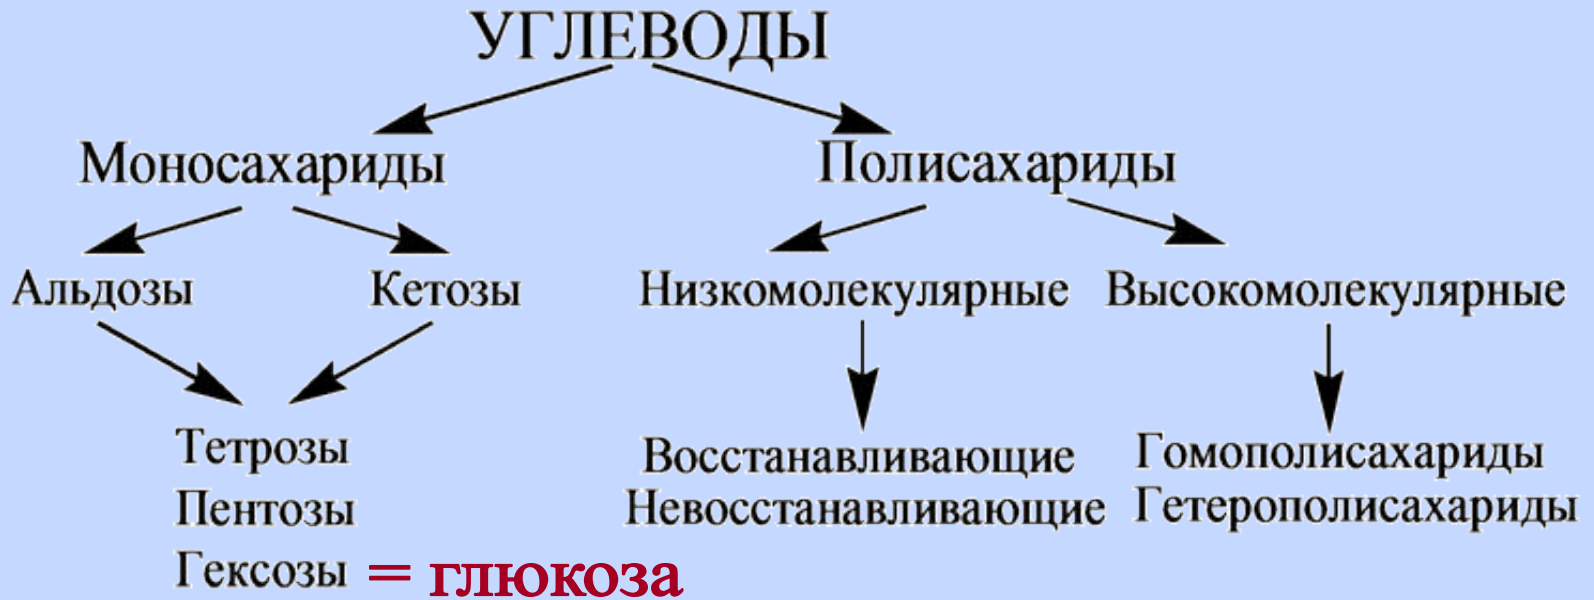 УГЛЕВОДЫ
Моносахариды Полисахариды
Альдозы Кетозы Низкомолекулярные Высокомолекулярные
Тетрозы Восстанавливающие Гомополисахариды
Пентозы Невосстанавливающие Гетерополисахариды
Гексозы = глюкоза